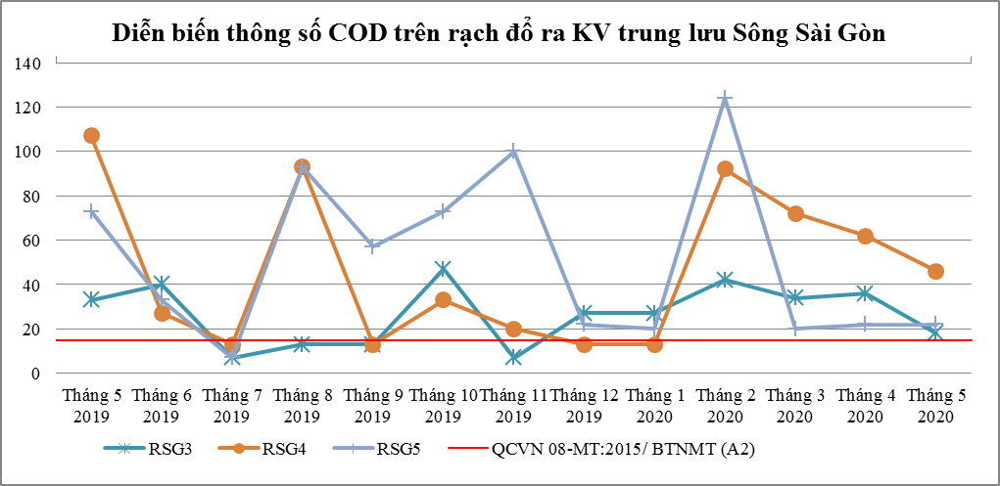 Diễn biến thông số COD trên rạch đổ ra KV trung lưu Sông Sài Gòn
140
120
100
80
60
40
20
0
Tháng 5 Tháng 6 Tháng 7 Tháng 8 Tháng 9 Tháng 10 Tháng 11 Tháng 12 Tháng 1 Tháng 2 Tháng 3 Tháng 4 Tháng 5
2019 2019 2019 2019 2019 2019 2019 2019 2020 2020 2020 2020 2020
RSG3 RSG4 RSG5 QCVN 08-MT:2015/ BTNMT (A2)